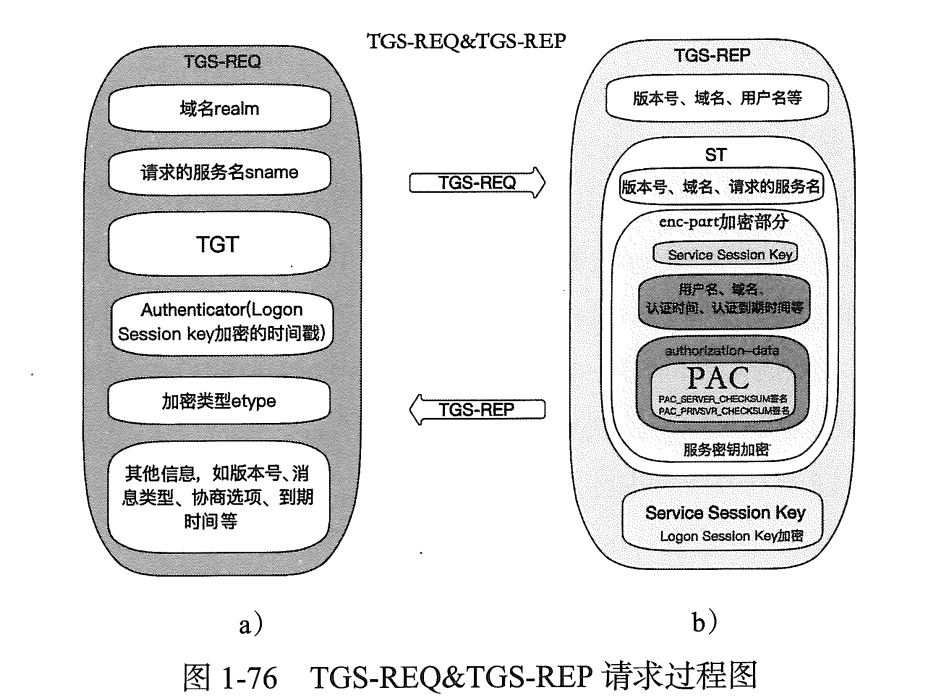 TGS-REQ&TGS-REP
TGS-REQ
域名realm
请求的服务名sname
TGT
Authenticator(Logon
Session key加密的时间戳)
加密类型etype
其他信息，如版本号、消
息类型、协商选项、到期
时间等
TGS-REQ
TGS-REP
TGS-REP
版本号、域名、用户名等
ST
版本号、域名、请求的服务名
enc-part加密部分
Service Session Key
用户名、域名、
认证时间、认证到期时间等
authorization-data
PAC
PAC_SERVER_CHECKSUM签名
PAC_PRIVSVR_CHECKSUM签名
服务密钥加密
Service Session Key
Logon Session Key加密
a）
b）
图 1-76 TGS-REQ&TGS-REP 请求过程图